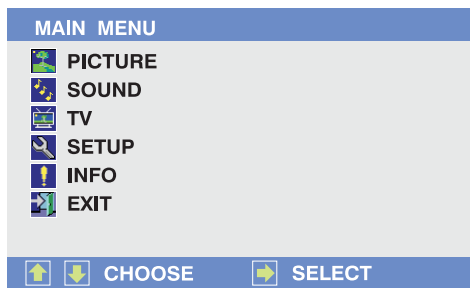 MAIN MENU
PICTURE
SOUND
TV
SETUP
INFO
EXIT
CHOOSE SELECT